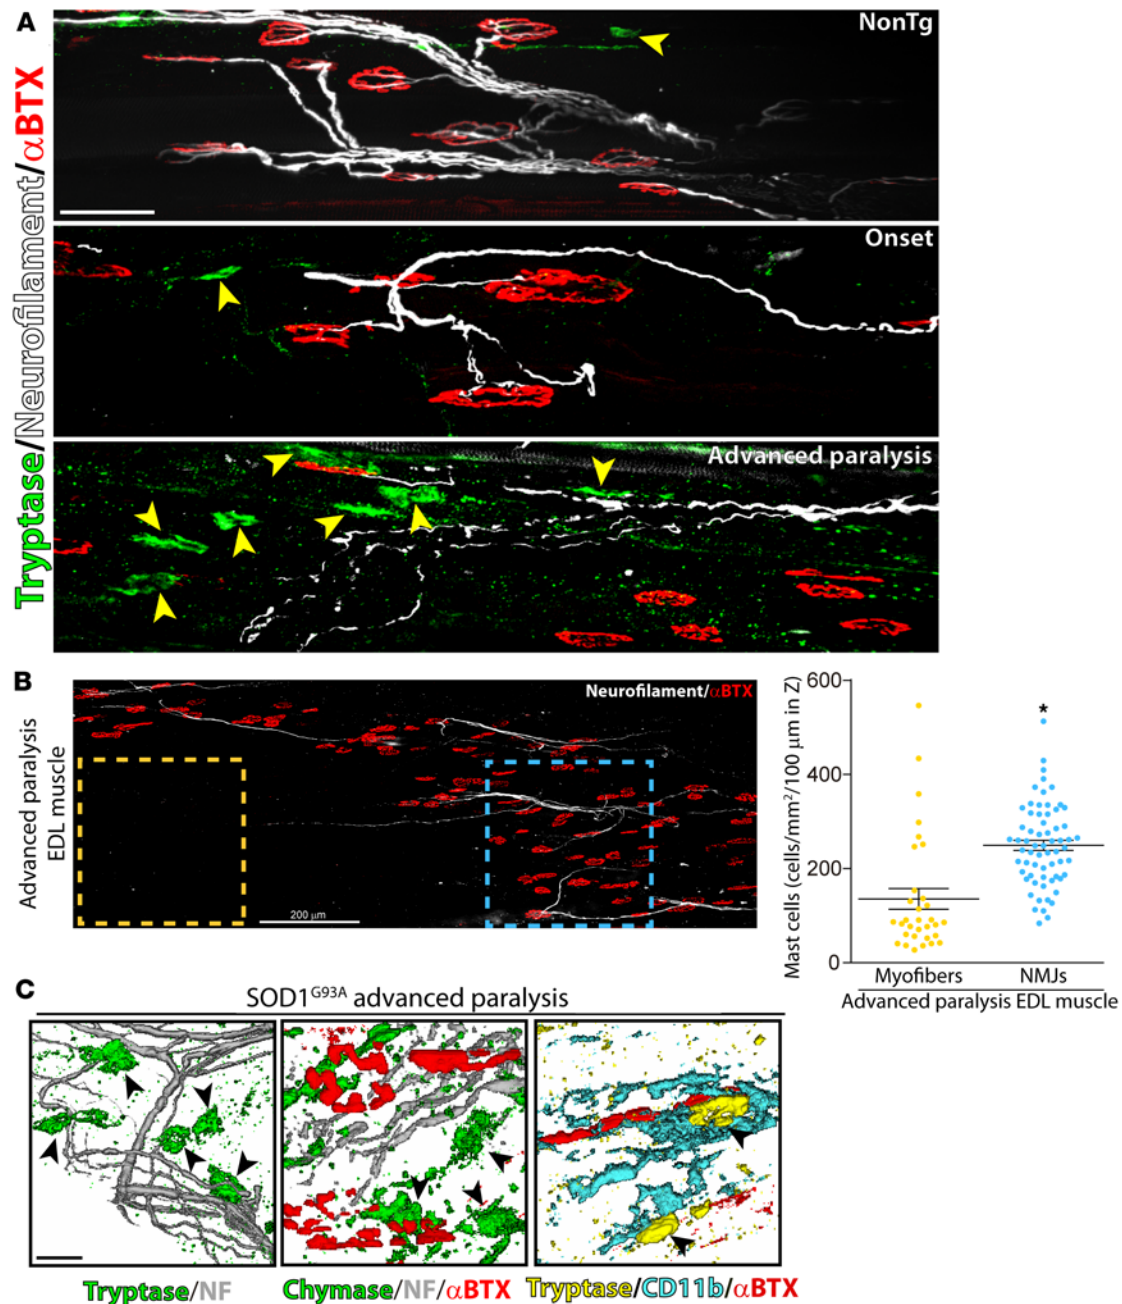 A
Tryptase/Neurofilament/αBTX
NonTg
Onset
Advanced paralysis
B
Advanced paralysis
EDL muscle
Neurofilament/αBTX
200 μm
Mast cells (cells/mm²/100 μm in Z)
600
400
200
0
*
Myofibers NMJs
Advanced paralysis EDL muscle
C
SOD1ᴳ⁹³ᴬ advanced paralysis
Tryptase/NF
Chymase/NF/αBTX
Tryptase/CD11b/αBTX